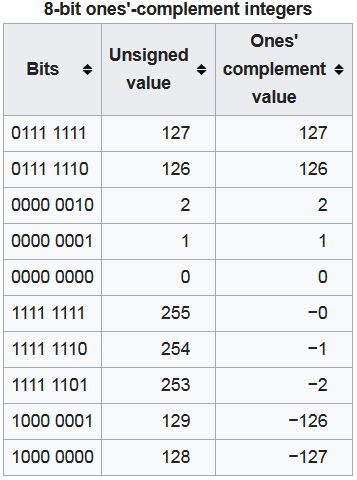 8-bit ones'-complement integers
Bits Unsigned value Ones' complement value
0111 1111 127 127
0111 1110 126 126
0000 0010 2 2
0000 0001 1 1
0000 0000 0 0
1111 1111 255 −0
1111 1110 254 −1
1111 1101 253 −2
1000 0001 129 −126
1000 0000 128 −127